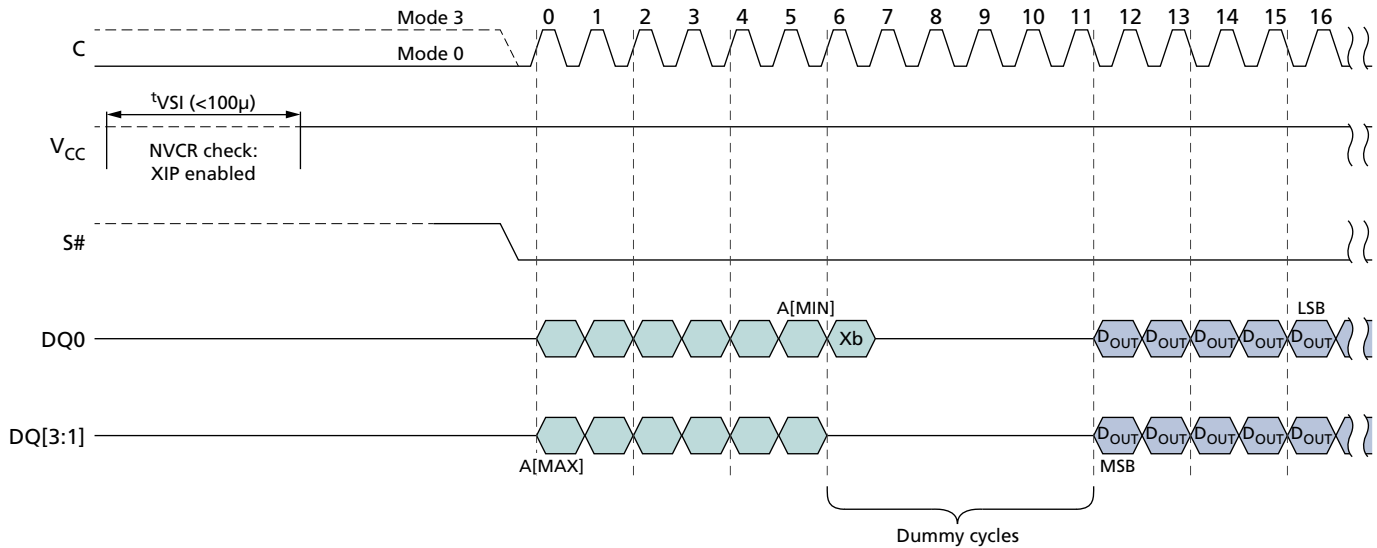 Mode 3
0 1 2 3 4 5 6 7 8 9 10 11 12 13 14 15 16
C
Mode 0
tVSI (<100µ)
VCC
NVCR check:
XIP enabled
S#
A[MIN]
LSB
DQ0
Xb
DOUT DOUT DOUT DOUT DOUT
DQ[3:1]
DOUT DOUT DOUT DOUT DOUT
A[MAX]
MSB
Dummy cycles